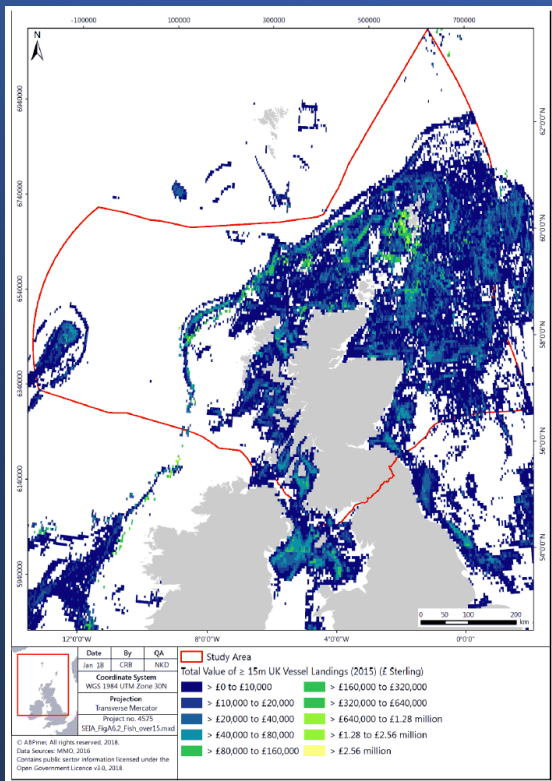 -100000 100000 300000 500000 700000
N
6940000
6740000
6540000
6340000
6140000
5940000
62°0'0"N
60°0'0"N
58°0'0"N
56°0'0"N
54°0'0"N
0 50 100 200
km
12°0'0"W 8°0'0"W 4°0'0"W 0°0'0"
Date By QA
Jan 18 CRB NKD
Coordinate System
WGS 1984 UTM Zone 30N
Projection
Transverse Mercator
Project no. 4575
SEIA_FigA6.2_Fish_over15.mxd
© ABPmer, All rights reserved, 2018.
Data Sources: MMO, 2016
Contains public sector information licensed under the
Open Government Licence v3.0, 2018.
Study Area
Total Value of ≥ 15m UK Vessel Landings (2015) (£ Sterling)
> £0 to £10,000
> £10,000 to £20,000
> £20,000 to £40,000
> £40,000 to £80,000
> £80,000 to £160,000
> £160,000 to £320,000
> £320,000 to £640,000
> £640,000 to £1.28 million
> £1.28 to £2.56 million
> £2.56 million